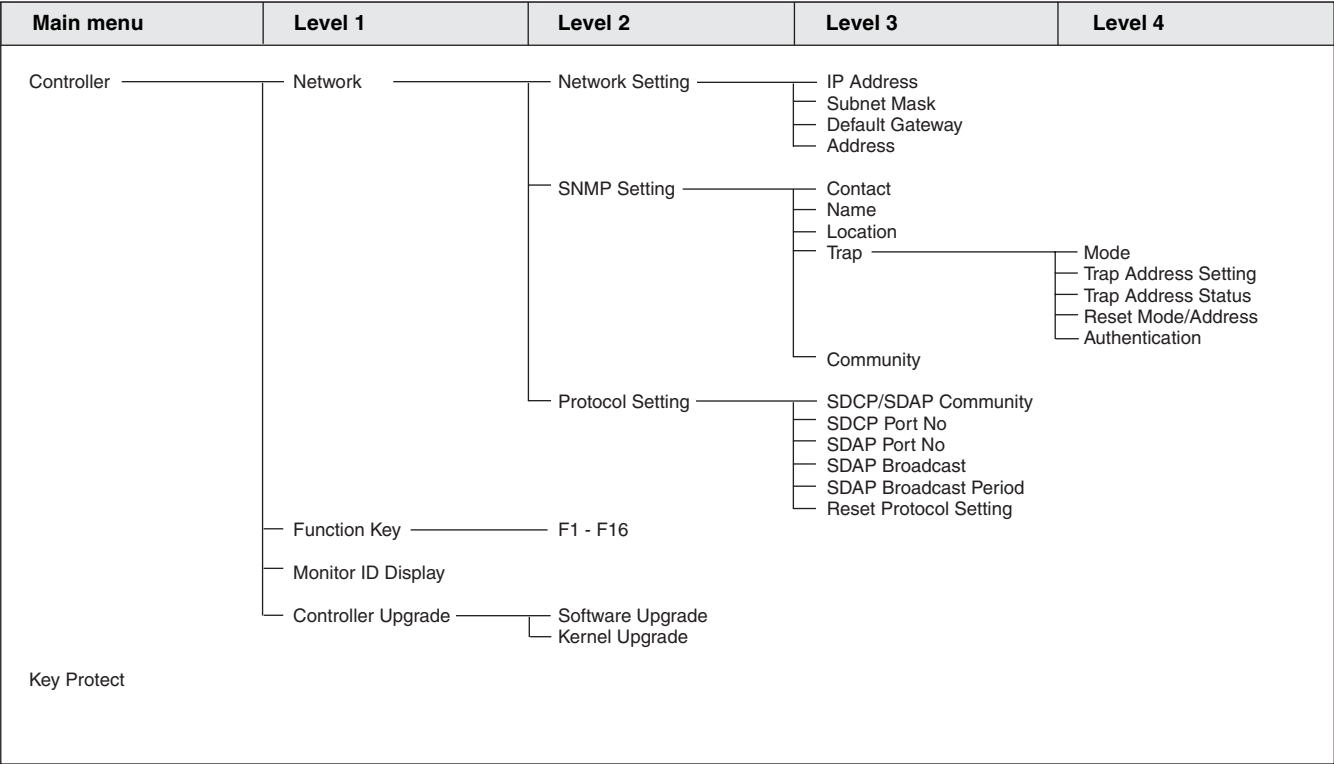 Main menu Level 1 Level 2 Level 3 Level 4
Controller Network Network Setting IP Address
Subnet Mask
Default Gateway
Address
SNMP Setting Contact
Name
Location
Trap Mode
Trap Address Setting
Trap Address Status
Reset Mode/Address
Authentication
Community
Protocol Setting SDCP/SDAP Community
SDCP Port No
SDAP Port No
SDAP Broadcast
SDAP Broadcast Period
Reset Protocol Setting
Function Key F1 - F16
Monitor ID Display
Controller Upgrade Software Upgrade
Kernel Upgrade
Key Protect